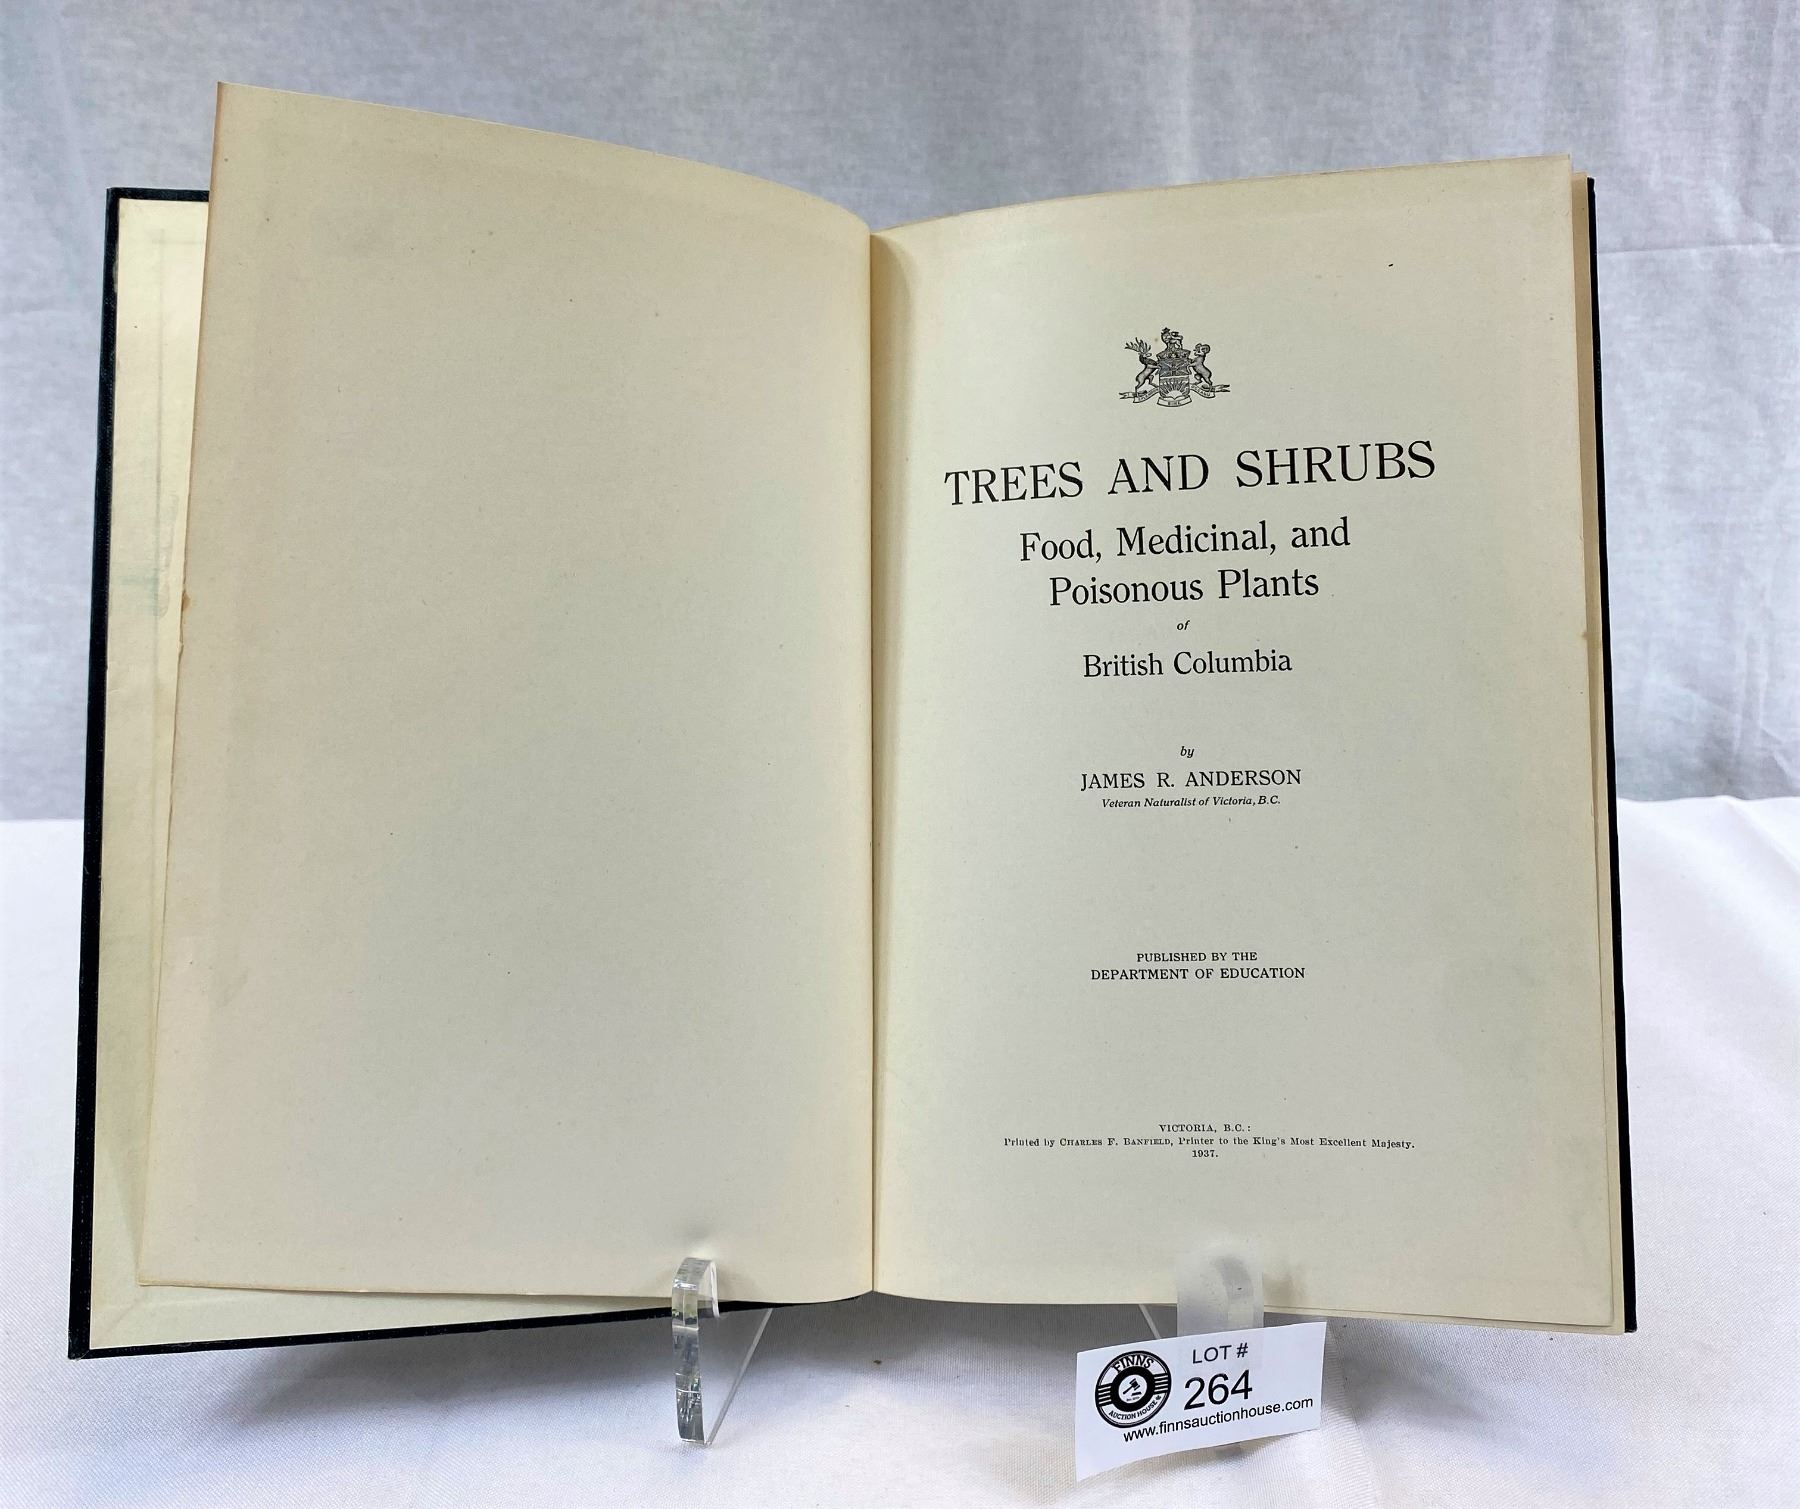 TREES AND SHRUBS
Food, Medicinal, and
Poisonous Plants
of
British Columbia
by
JAMES R. ANDERSON
Veteran Naturalist of Victoria, B.C.
PUBLISHED BY THE
DEPARTMENT OF EDUCATION
VICTORIA, B.C.:
Printed by CHARLES F. BANFIELD, Printer to the King's Most Excellent Majesty.
1937.
FINNS
AUCTION HOUSE
LOT #
264
www.finnsauctionhouse.com